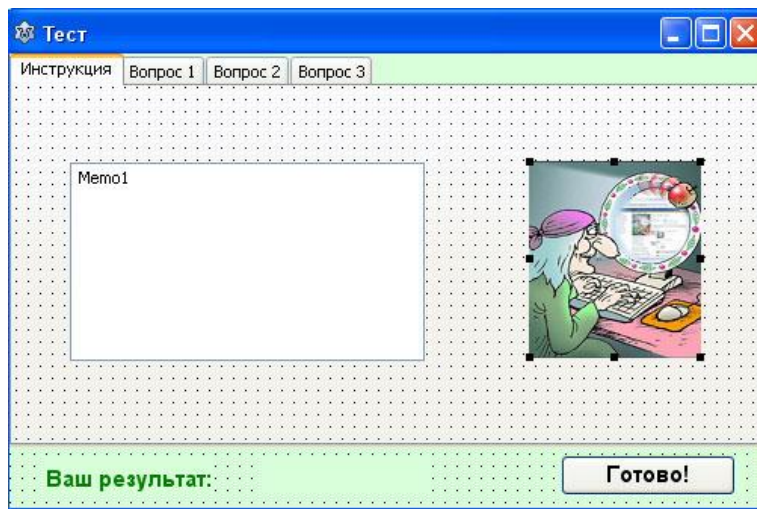 Тест
Инструкция Вопрос 1 Вопрос 2 Вопрос 3
Memo1
Ваш результат:
Готово!